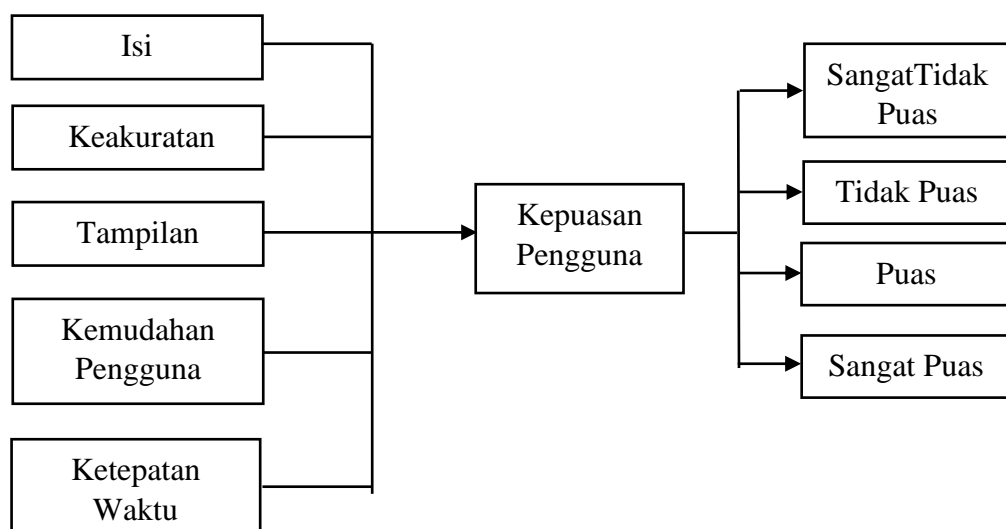 Isi
Keakuratan
Tampilan
Kemudahan
Pengguna
Ketepatan
Waktu
Kepuasan
Pengguna
SangatTidak
Puas
Tidak Puas
Puas
Sangat Puas